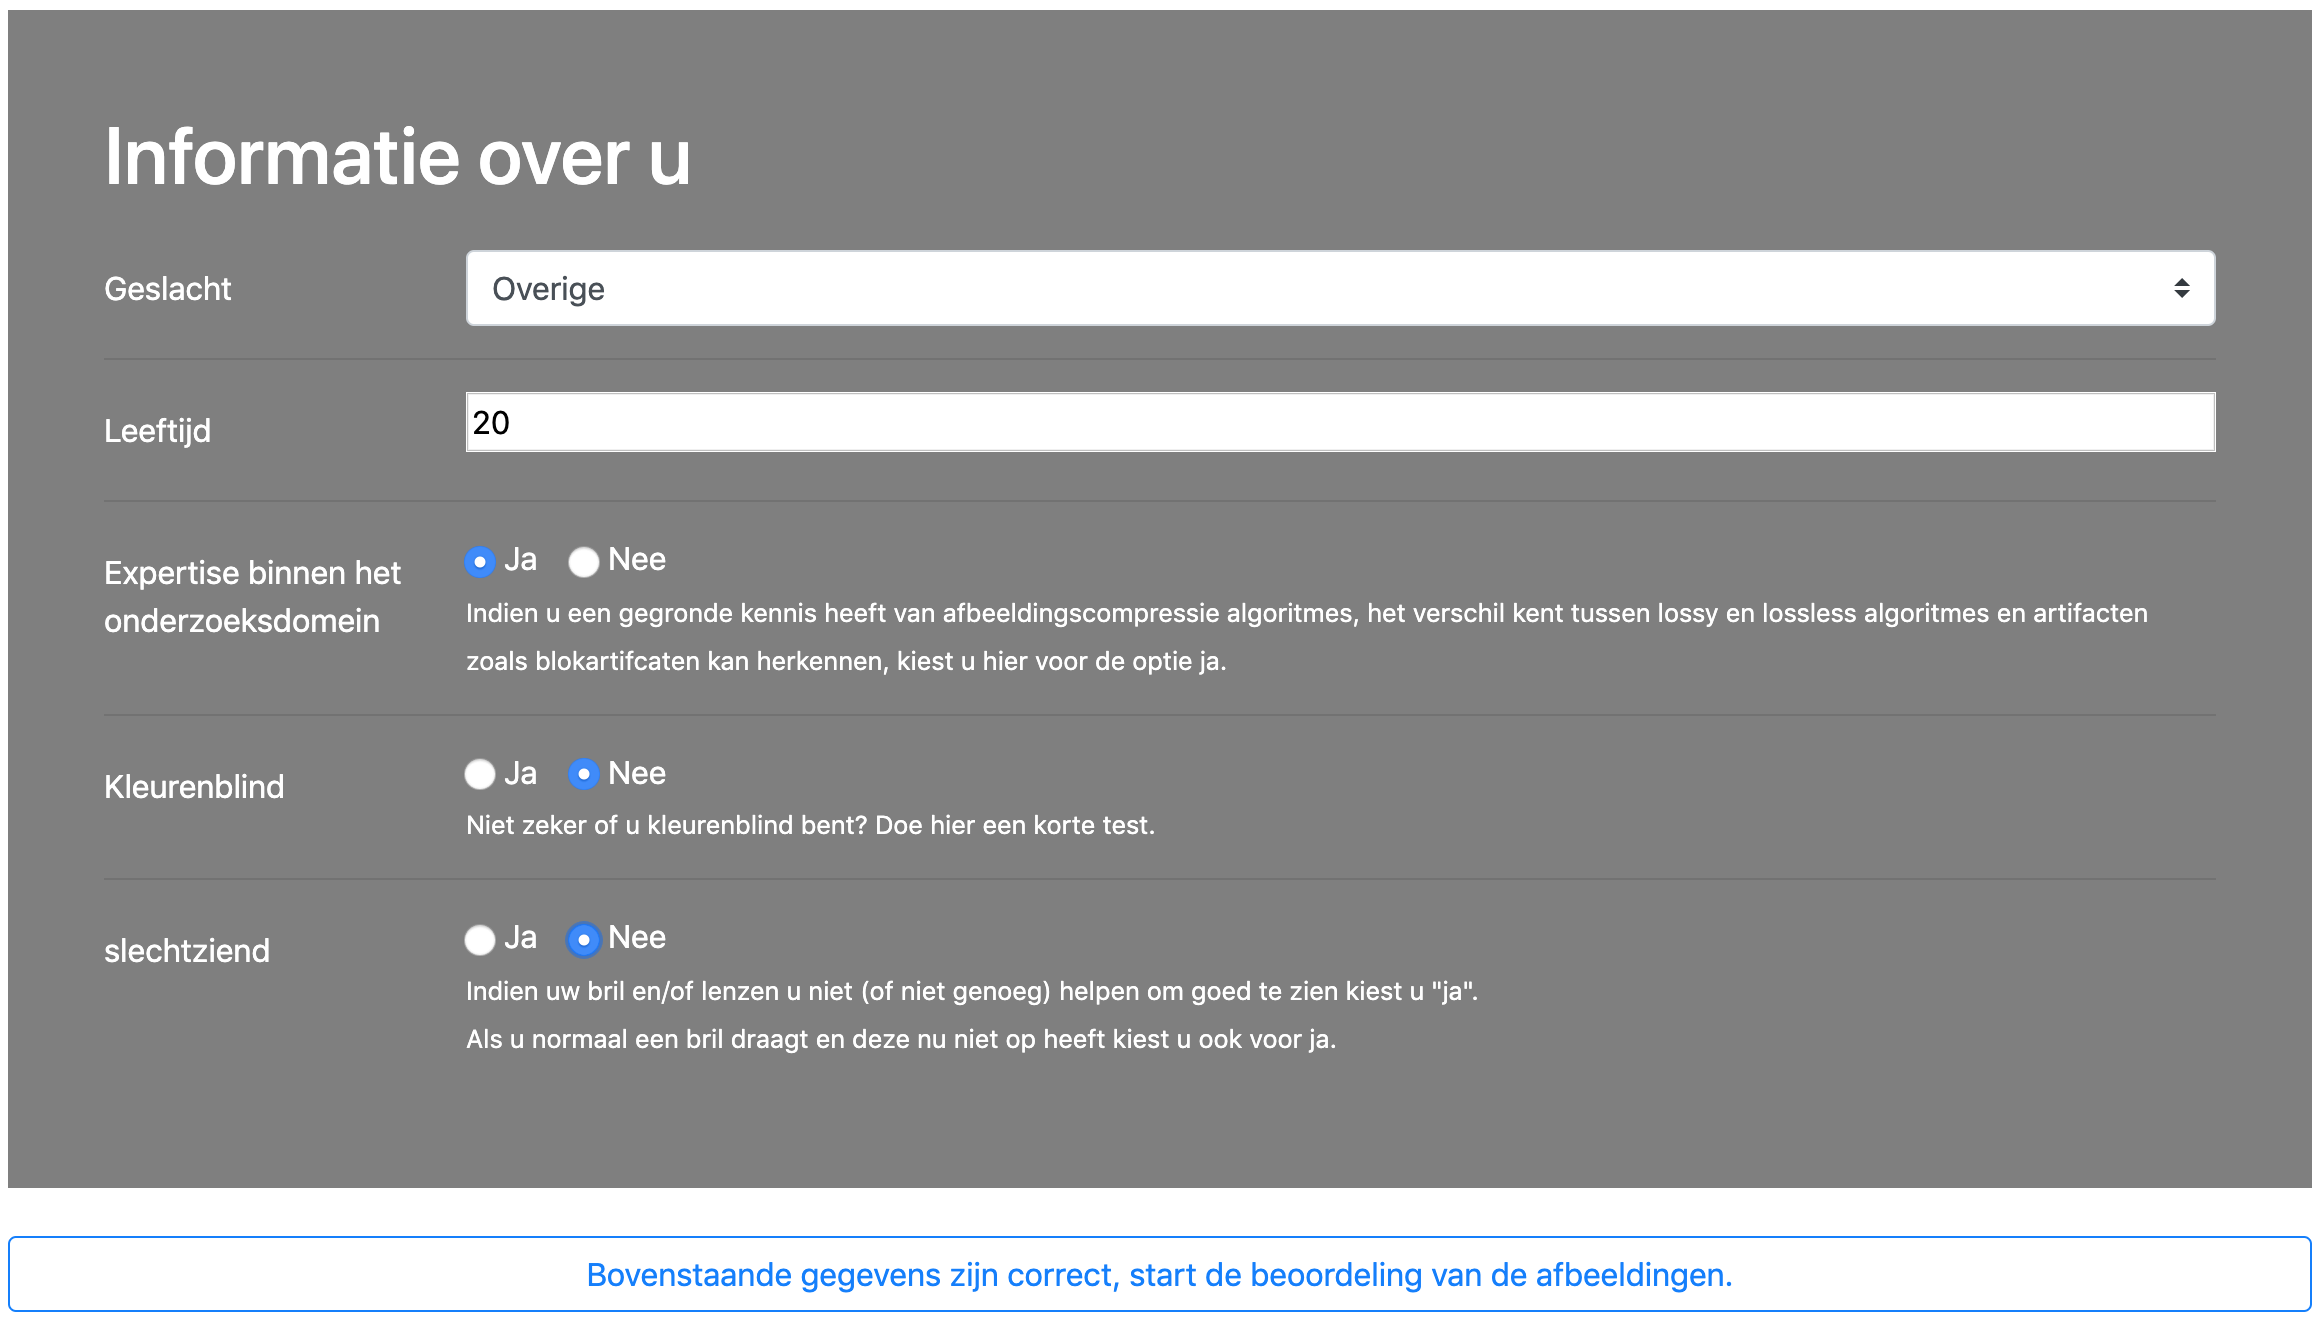 Informatie over u
Geslacht
Overige
Leeftijd
20
Expertise binnen het
onderzoeksdomein
Ja Nee
Indien u een gegronde kennis heeft van afbeeldingscompressie algoritmes, het verschil kent tussen lossy en lossless algoritmes en artifacten
zoals blokartifcaten kan herkennen, kiest u hier voor de optie ja.
Kleurenblind
Ja Nee
Niet zeker of u kleurenblind bent? Doe hier een korte test.
slechtziend
Ja Nee
Indien uw bril en/of lenzen u niet (of niet genoeg) helpen om goed te zien kiest u "ja".
Als u normaal een bril draagt en deze nu niet op heeft kiest u ook voor ja.
Bovenstaande gegevens zijn correct, start de beoordeling van de afbeeldingen.